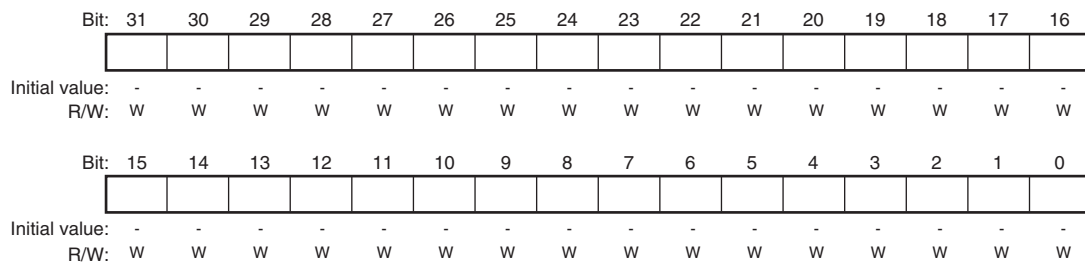 Bit: 31 30 29 28 27 26 25 24 23 22 21 20 19 18 17 16
Initial value: - - - - - - - - - - - - - - - -
R/W: W W W W W W W W W W W W W W W W
Bit: 15 14 13 12 11 10 9 8 7 6 5 4 3 2 1 0
Initial value: - - - - - - - - - - - - - - - -
R/W: W W W W W W W W W W W W W W W W